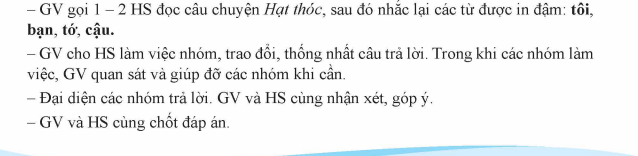 – GV gọi 1 – 2 HS đọc câu chuyện Hạt thóc, sau đó nhắc lại các từ được in đậm: tôi,
bạn, tớ, cậu.
– GV cho HS làm việc nhóm, trao đổi, thống nhất câu trả lời. Trong khi các nhóm làm
việc, GV quan sát và giúp đỡ các nhóm khi cần.
– Đại diện các nhóm trả lời. GV và HS cùng nhận xét, góp ý.
– GV và HS cùng chốt đáp án.